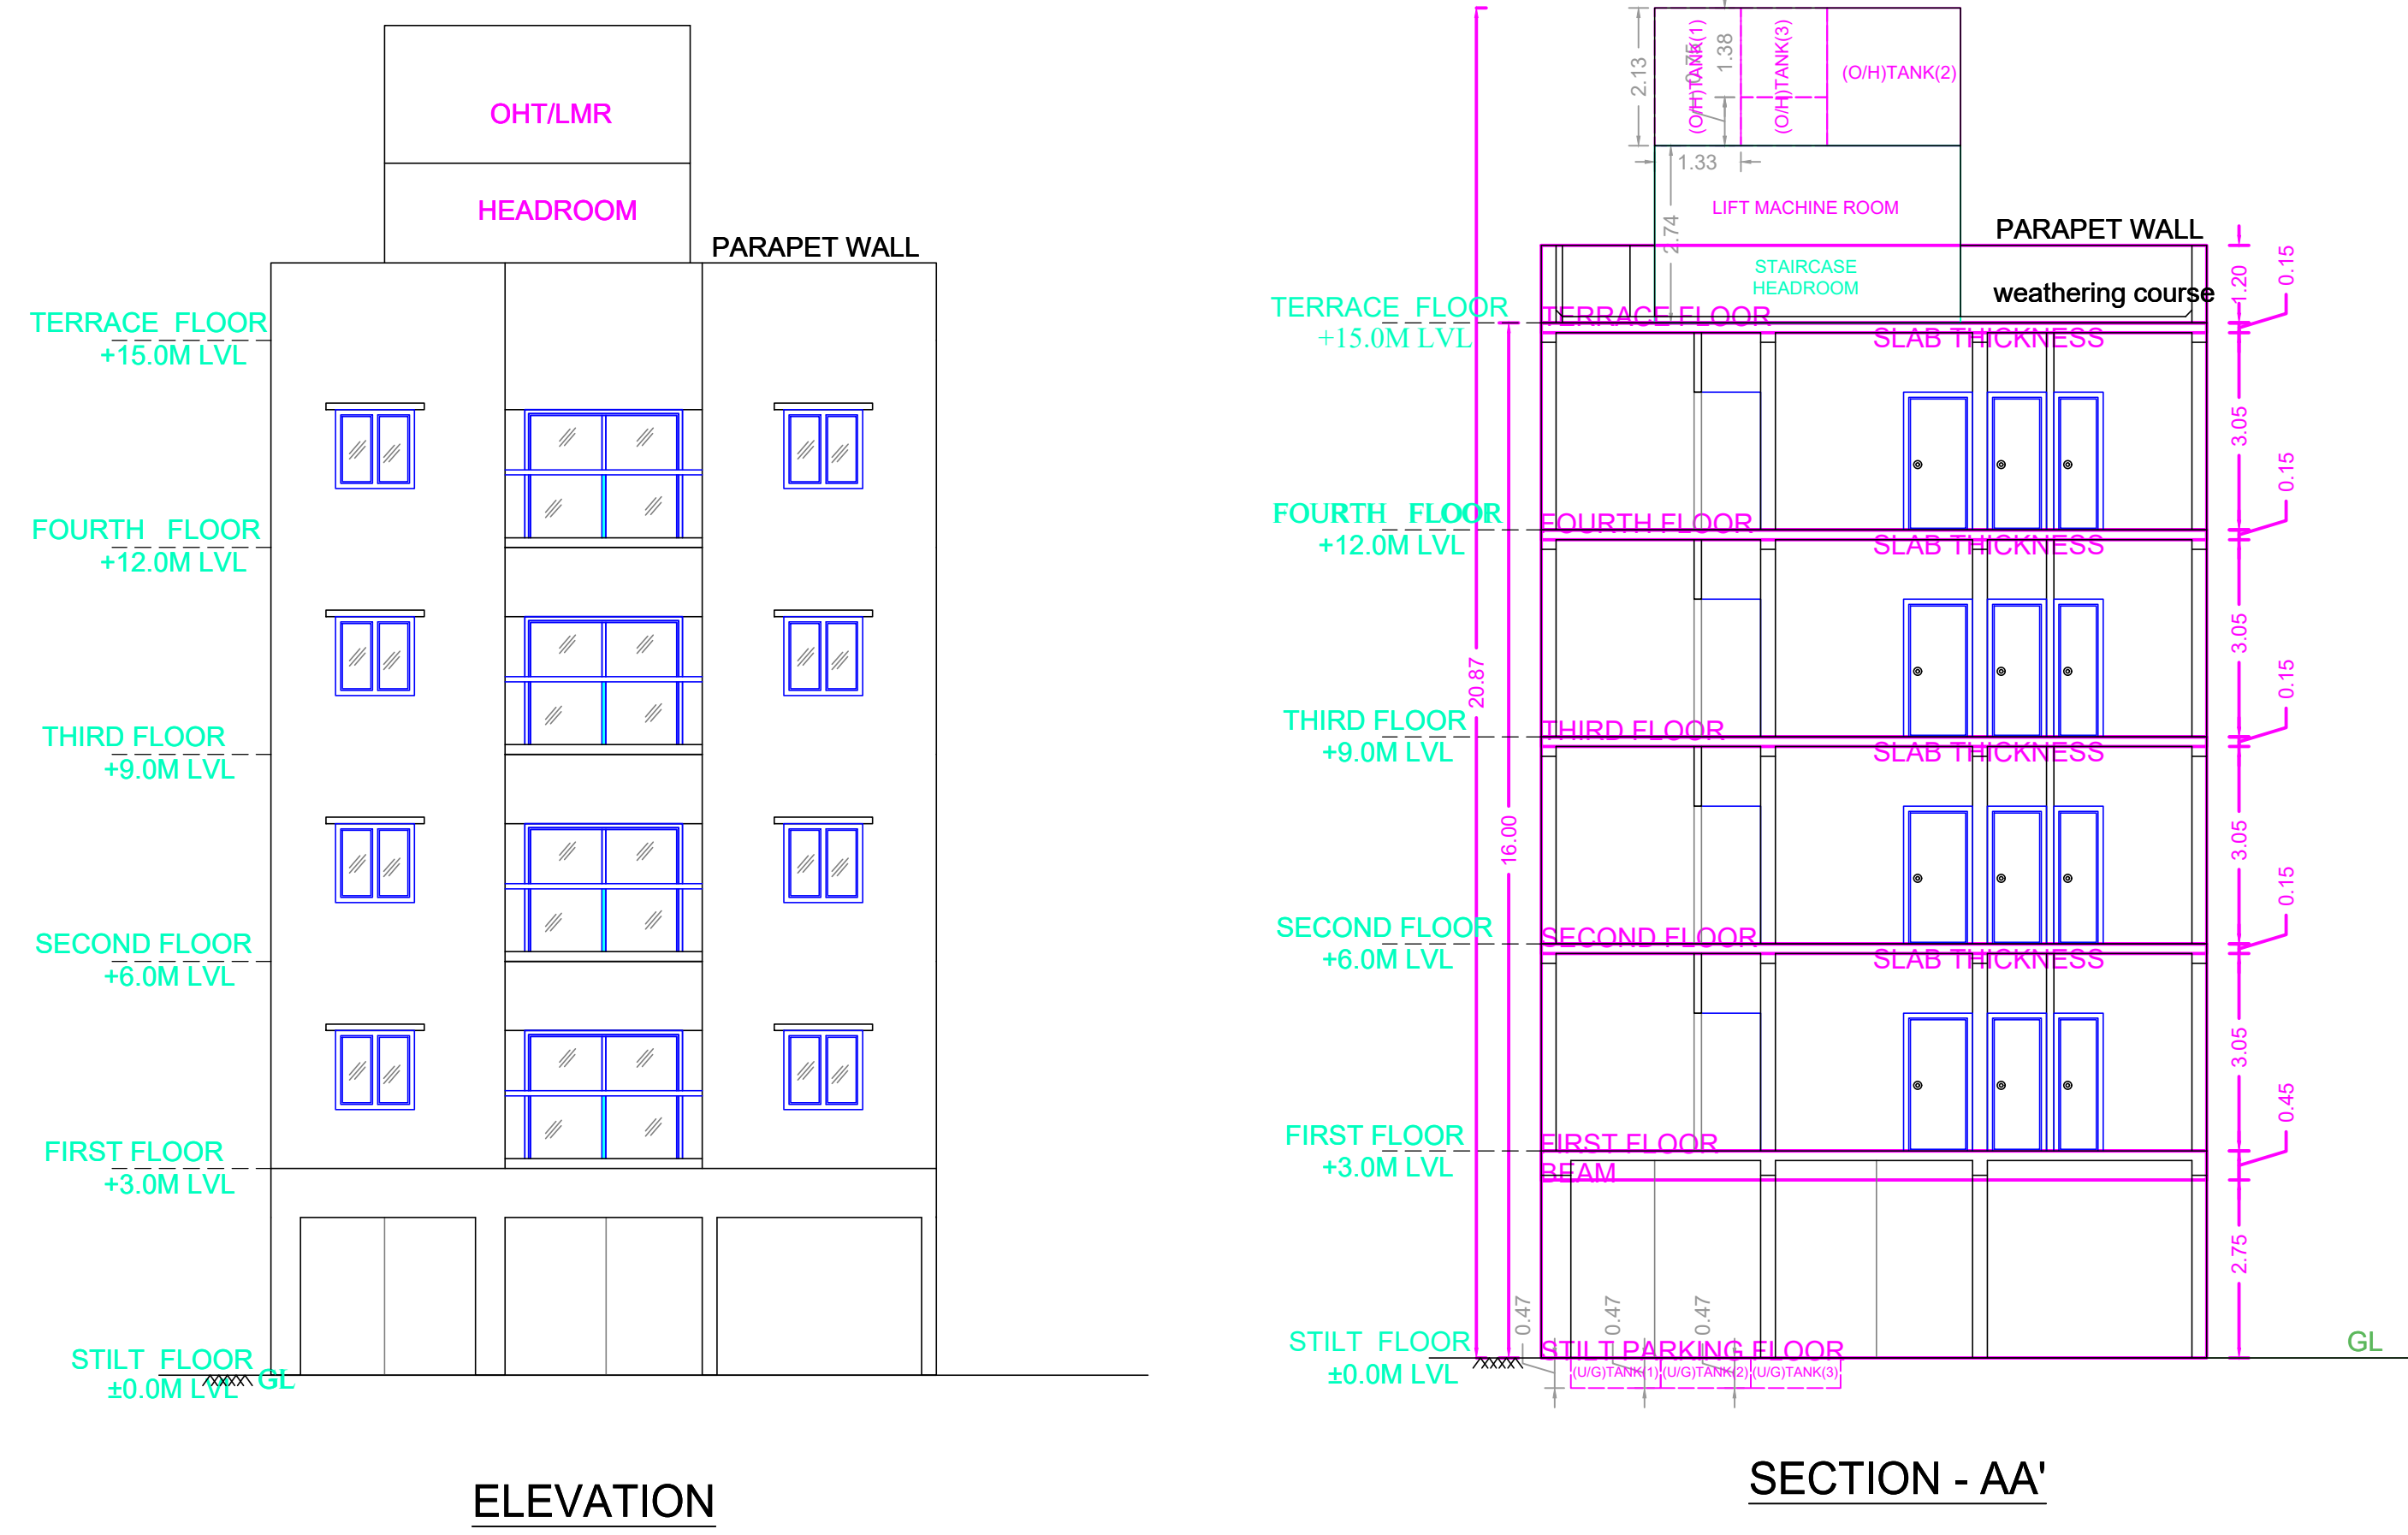 OHT/LMR
HEADROOM
PARAPET WALL
TERRACE FLOOR
+15.0M LVL
FOURTH FLOOR
+12.0M LVL
THIRD FLOOR
+9.0M LVL
SECOND FLOOR
+6.0M LVL
FIRST FLOOR
+3.0M LVL
STILT FLOOR
±0.0M LVL
GL
ELEVATION
2.13
(O/H)TANK(1)
0.75
1.38
(O/H)TANK(3)
(O/H)TANK(2)
1.33
LIFT MACHINE ROOM
2.74
PARAPET WALL
STAIRCASE
HEADROOM
weathering course
1.20
0.15
TERRACE FLOOR
+15.0M LVL
TERRACE FLOOR
SLAB THICKNESS
3.05
0.15
FOURTH FLOOR
+12.0M LVL
FOURTH FLOOR
SLAB THICKNESS
3.05
0.15
20.87
THIRD FLOOR
+9.0M LVL
THIRD FLOOR
SLAB THICKNESS
16.00
3.05
0.15
SECOND FLOOR
+6.0M LVL
SECOND FLOOR
SLAB THICKNESS
3.05
0.45
FIRST FLOOR
+3.0M LVL
FIRST FLOOR
BEAM
2.75
0.47
0.47
0.47
STILT FLOOR
±0.0M LVL
STILT PARKING FLOOR
(U/G)TANK(1)
(U/G)TANK(2)
(U/G)TANK(3)
GL
SECTION - AA'